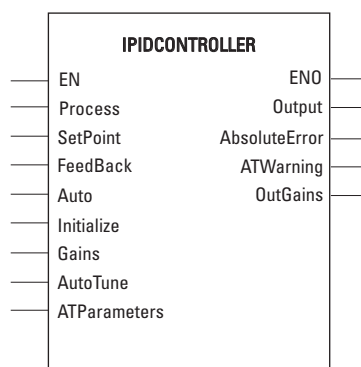 IPIDCONTROLLER
EN ENO
Process Output
SetPoint AbsoluteError
FeedBack ATWarning
Auto OutGains
Initialize
Gains
AutoTune
ATParameters